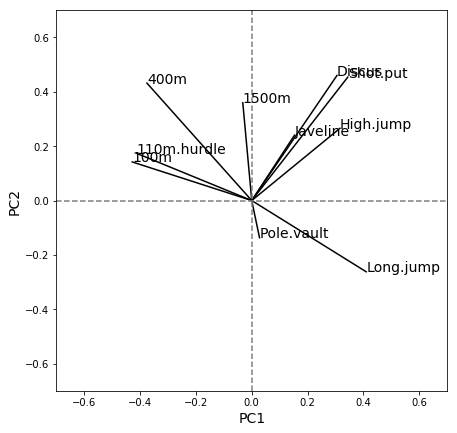 0.6
0.4
0.2
0.0
−0.2
−0.4
−0.6
PC2
400m
1500m
Discus
Shot.put
Javeline
High.jump
110m.hurdle
100m
Pole.vault
Long.jump
−0.6 −0.4 −0.2 0.0 0.2 0.4 0.6
PC1